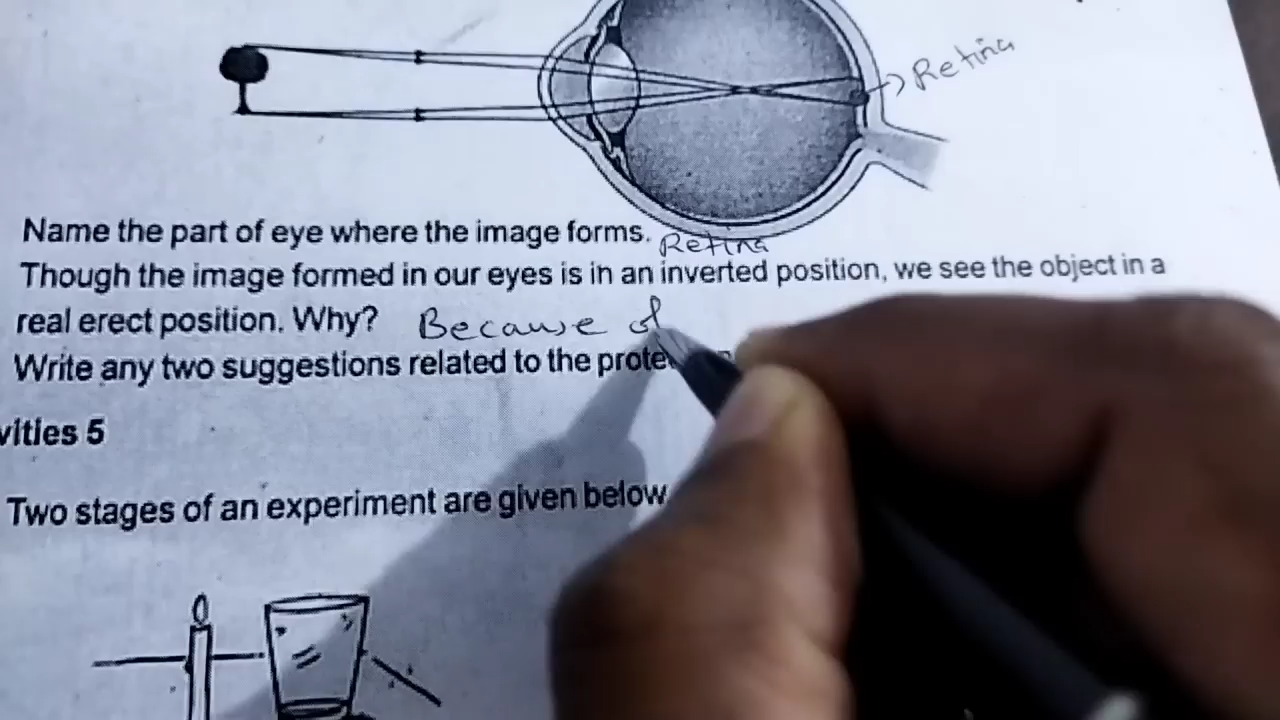 Retina
Name the part of eye where the image forms. Retina
Though the image formed in our eyes is in an inverted position, we see the object in a
real erect position. Why? Because of
Write any two suggestions related to the
vities 5
Two stages of an experiment are given below